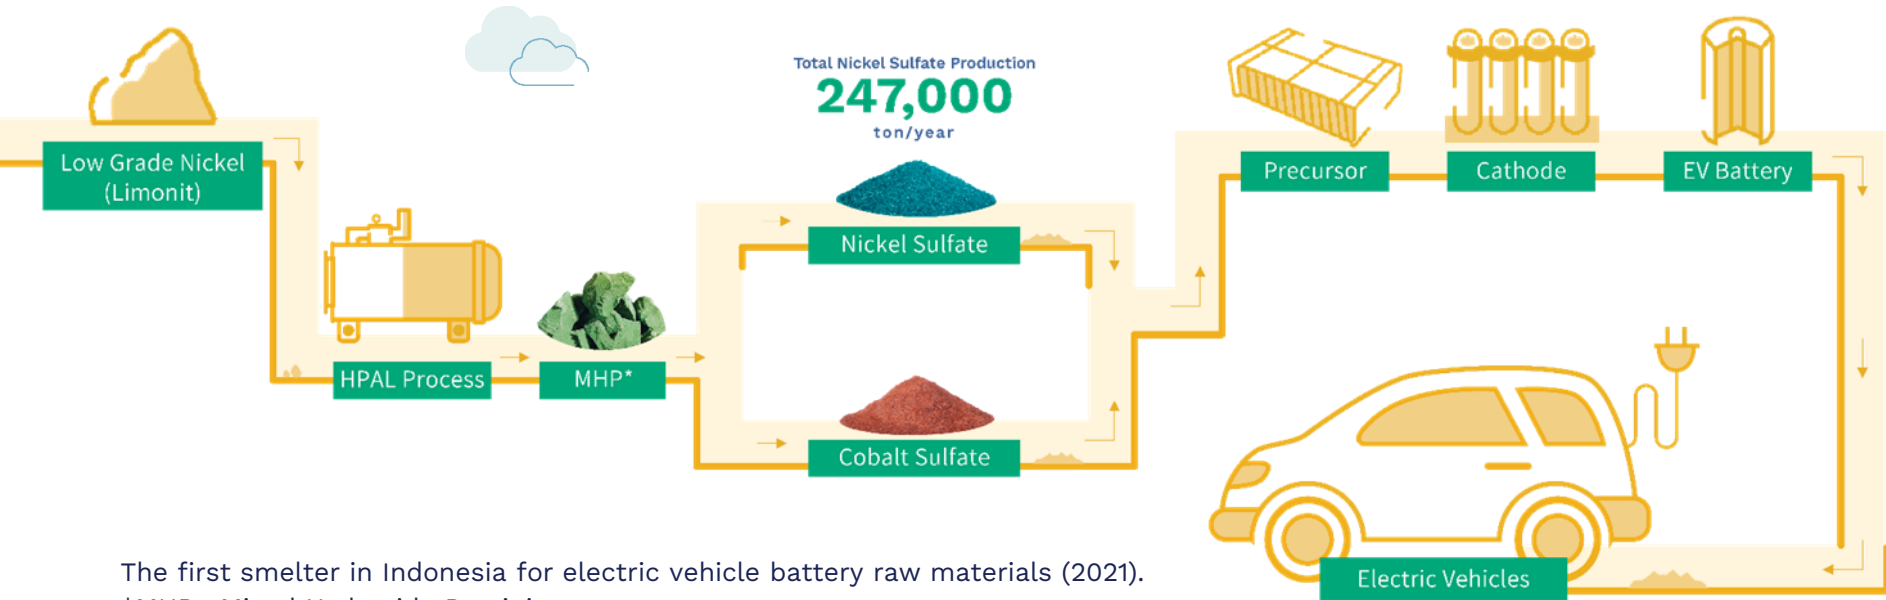 Low Grade Nickel
(Limonit)
HPAL Process
MHP*
Total Nickel Sulfate Production
247,000
ton/year
Nickel Sulfate
Cobalt Sulfate
Precursor
Cathode
EV Battery
Electric Vehicles
The first smelter in Indonesia for electric vehicle battery raw materials (2021).